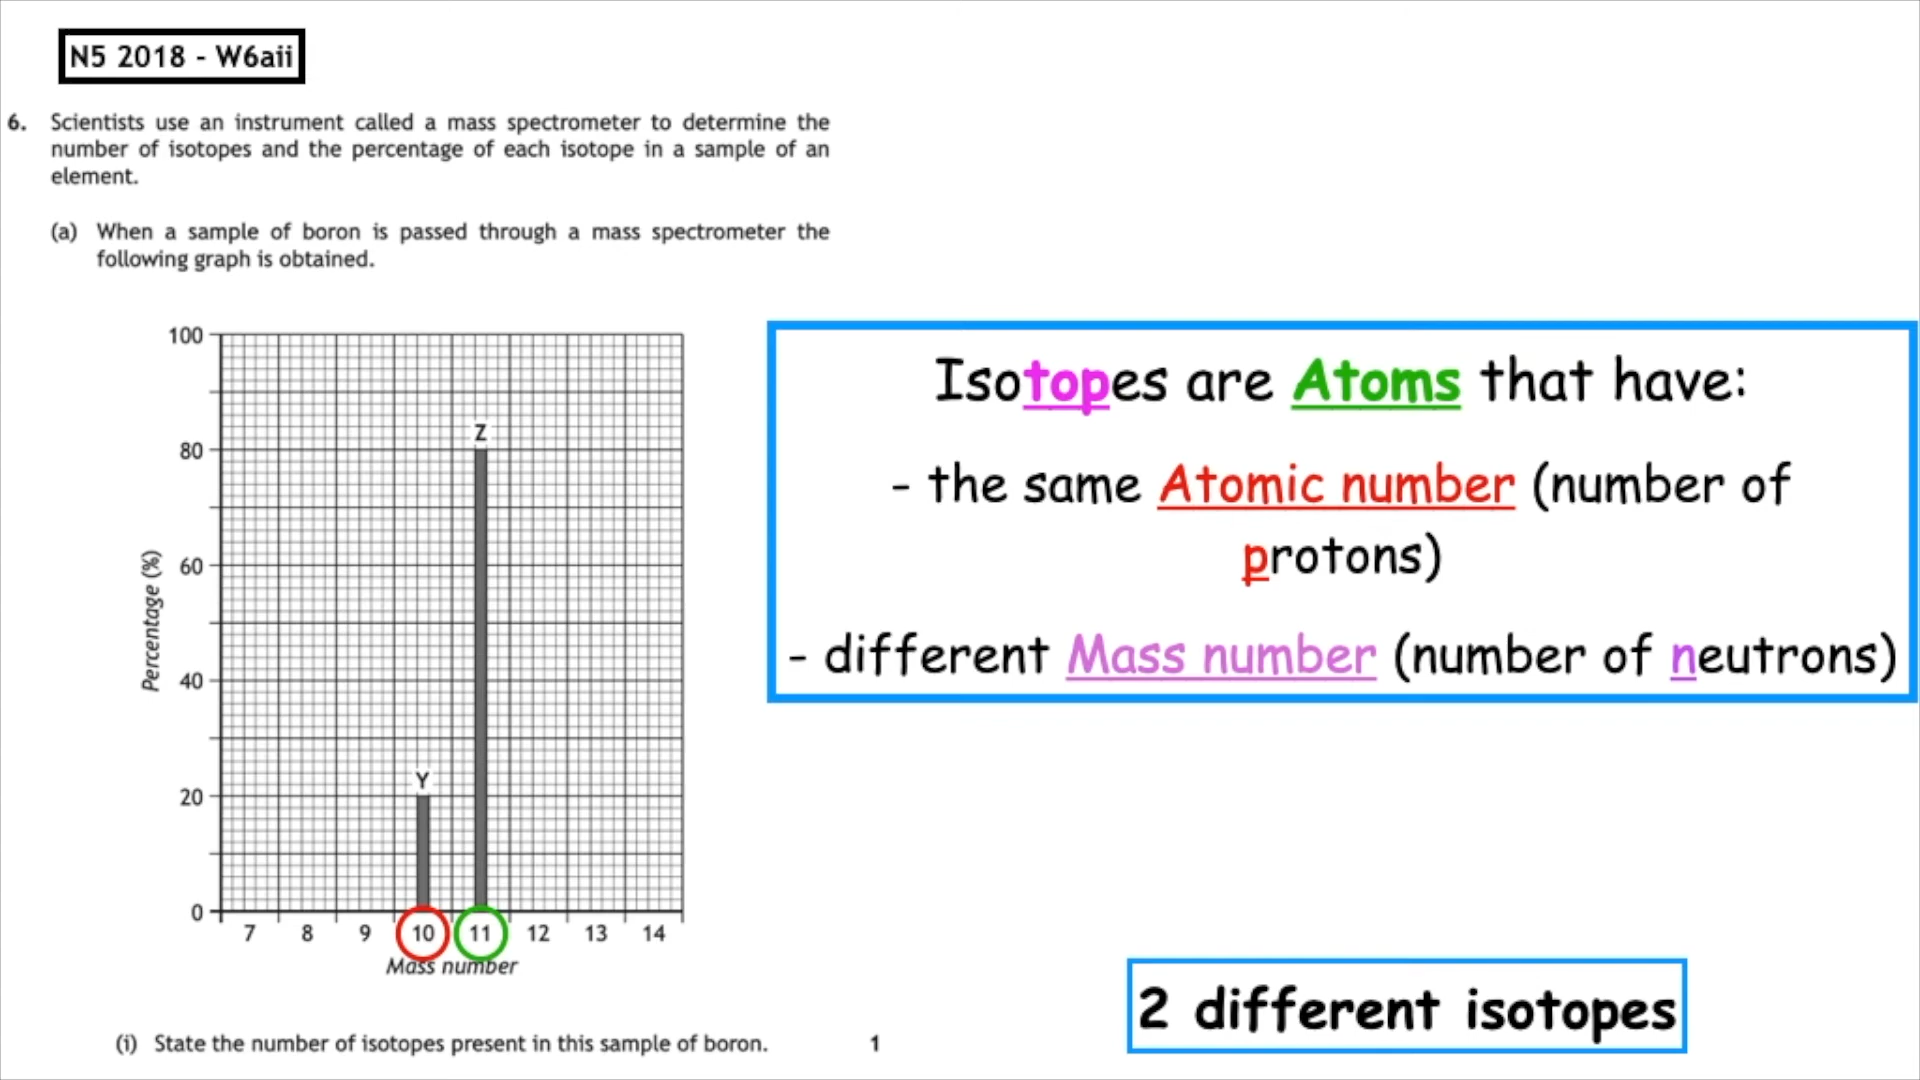 N5 2018 - W6aii
6. Scientists use an instrument called a mass spectrometer to determine the
number of isotopes and the percentage of each isotope in a sample of an
element.
(a) When a sample of boron is passed through a mass spectrometer the
following graph is obtained.
100
80
60
40
20
0
Percentage (%)
Z
Y
7 8 9 10 11 12 13 14
Mass number
(i) State the number of isotopes present in this sample of boron. 1
Isotopes are Atoms that have:
- the same Atomic number (number of
protons)
- different Mass number (number of neutrons)
2 different isotopes